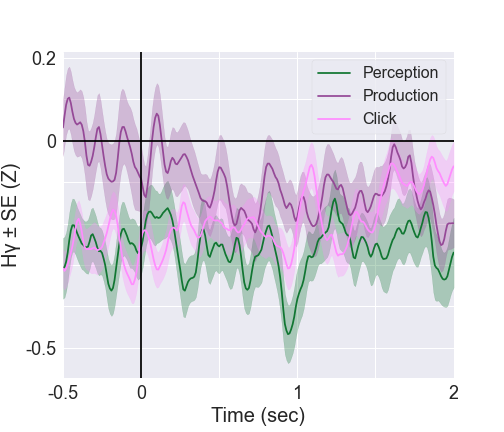 0.2
0
-0.5
Hγ ± SE (Z)
Perception
Production
Click
-0.5 0 1 2
Time (sec)